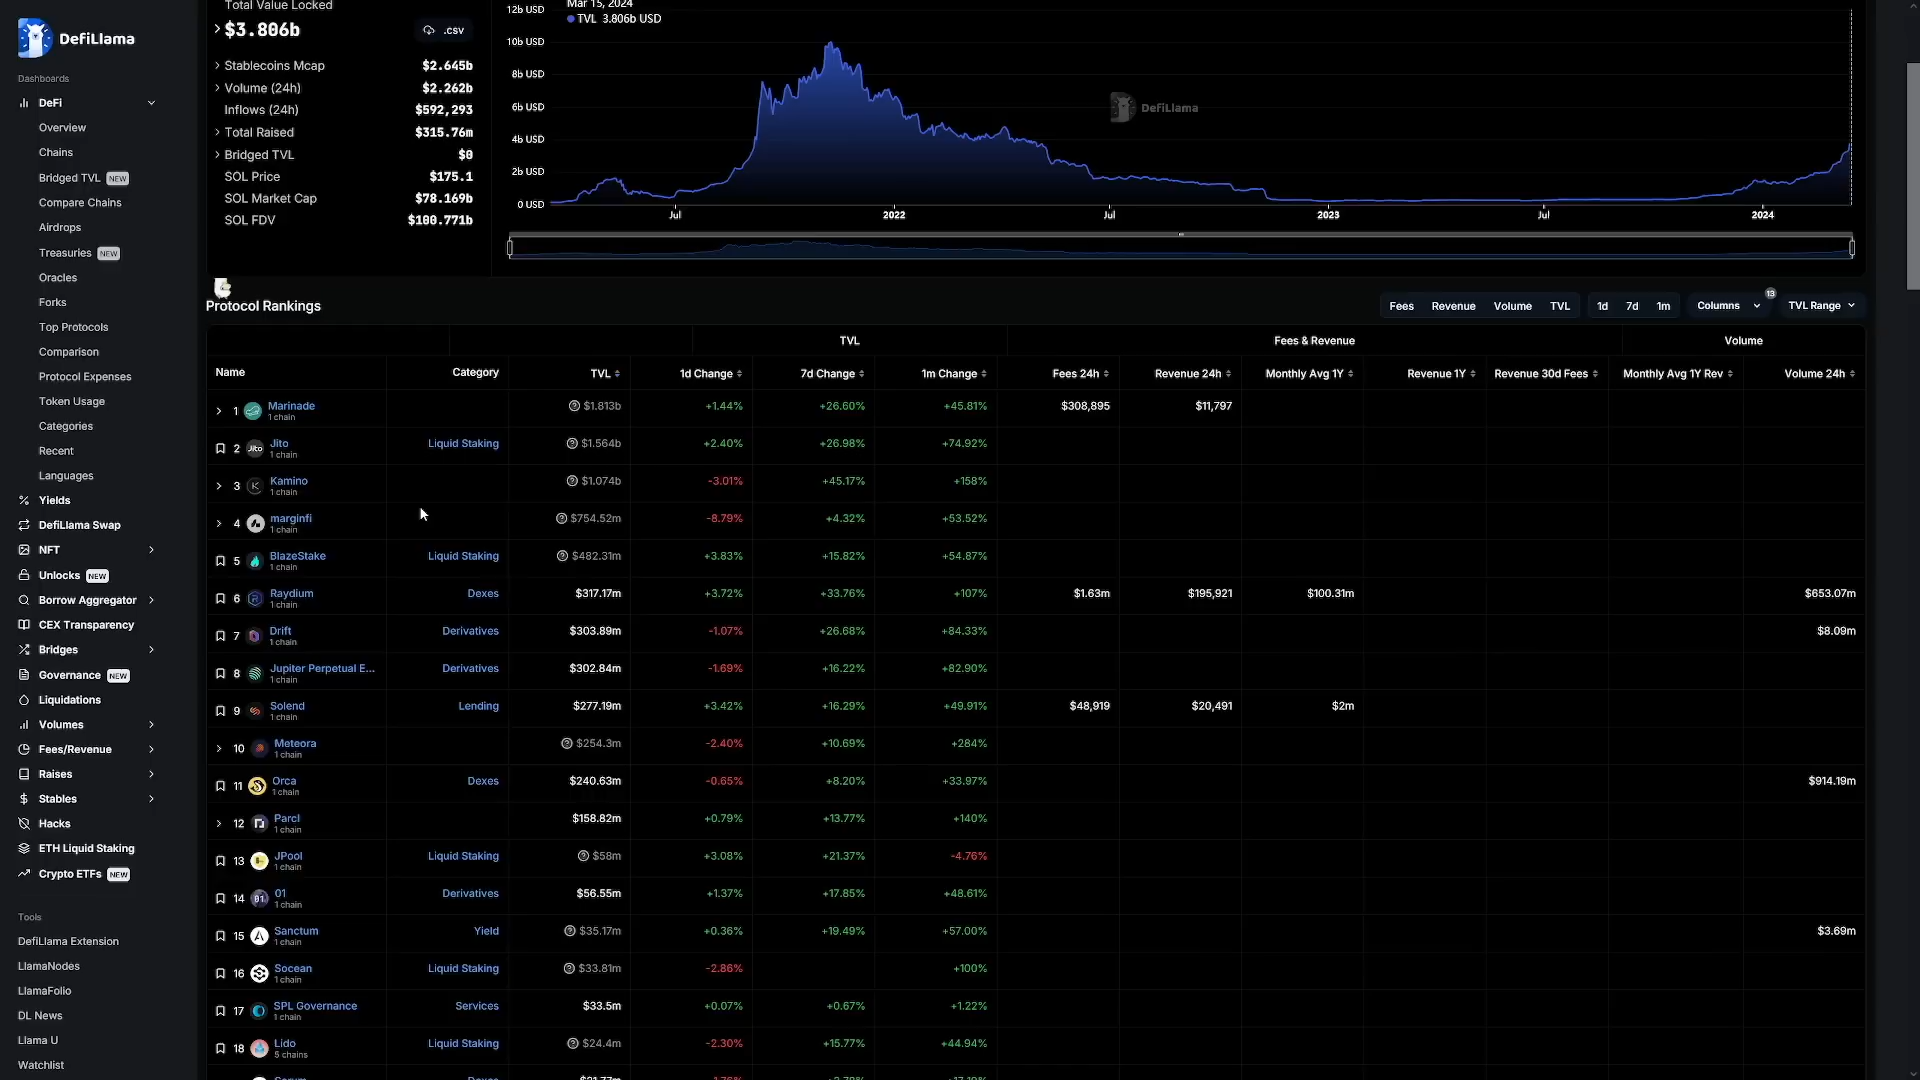 DefiLlama
Dashboards
DeFi
Overview
Chains
Bridged TVL NEW
Compare Chains
Airdrops
Treasuries NEW
Oracles
Forks
Top Protocols
Comparison
Protocol Expenses
Token Usage
Categories
Recent
Languages
Yields
DefiLlama Swap
NFT
Unlocks NEW
Borrow Aggregator
CEX Transparency
Bridges
Governance NEW
Liquidations
Volumes
Fees/Revenue
Raises
Stables
Hacks
ETH Liquid Staking
Crypto ETFs NEW
Tools
DefiLlama Extension
LlamaNodes
LlamaFolio
DL News
Llama U
Watchlist
Total Value Locked
$3.806b
.csv
Stablecoins Mcap $2.645b
Volume (24h) $2.262b
Inflows (24h) $592,293
Total Raised $315.76m
Bridged TVL $0
SOL Price $175.1
SOL Market Cap $78.169b
SOL FDV $100.771b
Mar 15, 2024
TVL 3.806b USD
12b USD
10b USD
8b USD
6b USD
4b USD
2b USD
0 USD
DefiLlama
Jul 2022 Jul 2023 Jul 2024
Protocol Rankings
Fees Revenue Volume TVL 1d 7d 1m Columns 13 TVL Range
TVL Fees & Revenue Volume
Name Category TVL 1d Change 7d Change 1m Change Fees 24h Revenue 24h Monthly Avg 1Y Revenue 1Y Revenue 30d Fees Monthly Avg 1Y Rev Volume 24h
1 Marinade $1.813b +1.44% +26.60% +45.81% $308,895 $11,797
1 chain
2 Jito Liquid Staking $1.564b +2.40% +26.98% +74.92%
1 chain
3 Kamino $1.074b -3.01% +45.17% +158%
1 chain
4 marginfi $754.52m -8.79% +4.32% +53.52%
1 chain
5 BlazeStake Liquid Staking $482.31m +3.83% +15.82% +54.87%
1 chain
6 Raydium Dexes $317.17m +3.72% +33.76% +107% $1.63m $195,921 $100.31m $653.07m
1 chain
7 Drift Derivatives $303.89m -1.07% +26.68% +84.33% $8.09m
1 chain
8 Jupiter Perpetual E... Derivatives $302.84m -1.69% +16.22% +82.90%
1 chain
9 Solend Lending $277.19m +3.42% +16.29% +49.91% $48,919 $20,491 $2m
1 chain
10 Meteora $254.3m -2.40% +10.69% +284%
1 chain
11 Orca Dexes $240.63m -0.65% +8.20% +33.97% $914.19m
1 chain
12 Parcl $158.82m +0.79% +13.77% +140%
1 chain
13 JPool Liquid Staking $58m +3.08% +21.37% -4.76%
1 chain
14 01 Derivatives $56.55m +1.37% +17.85% +48.61%
1 chain
15 Sanctum Yield $35.17m +0.36% +19.49% +57.00% $3.69m
1 chain
16 Socean Liquid Staking $33.81m -2.86% +100%
1 chain
17 SPL Governance Services $33.5m +0.07% +0.67% +1.22%
1 chain
18 Lido Liquid Staking $24.4m -2.30% +15.77% +44.94%
5 chains